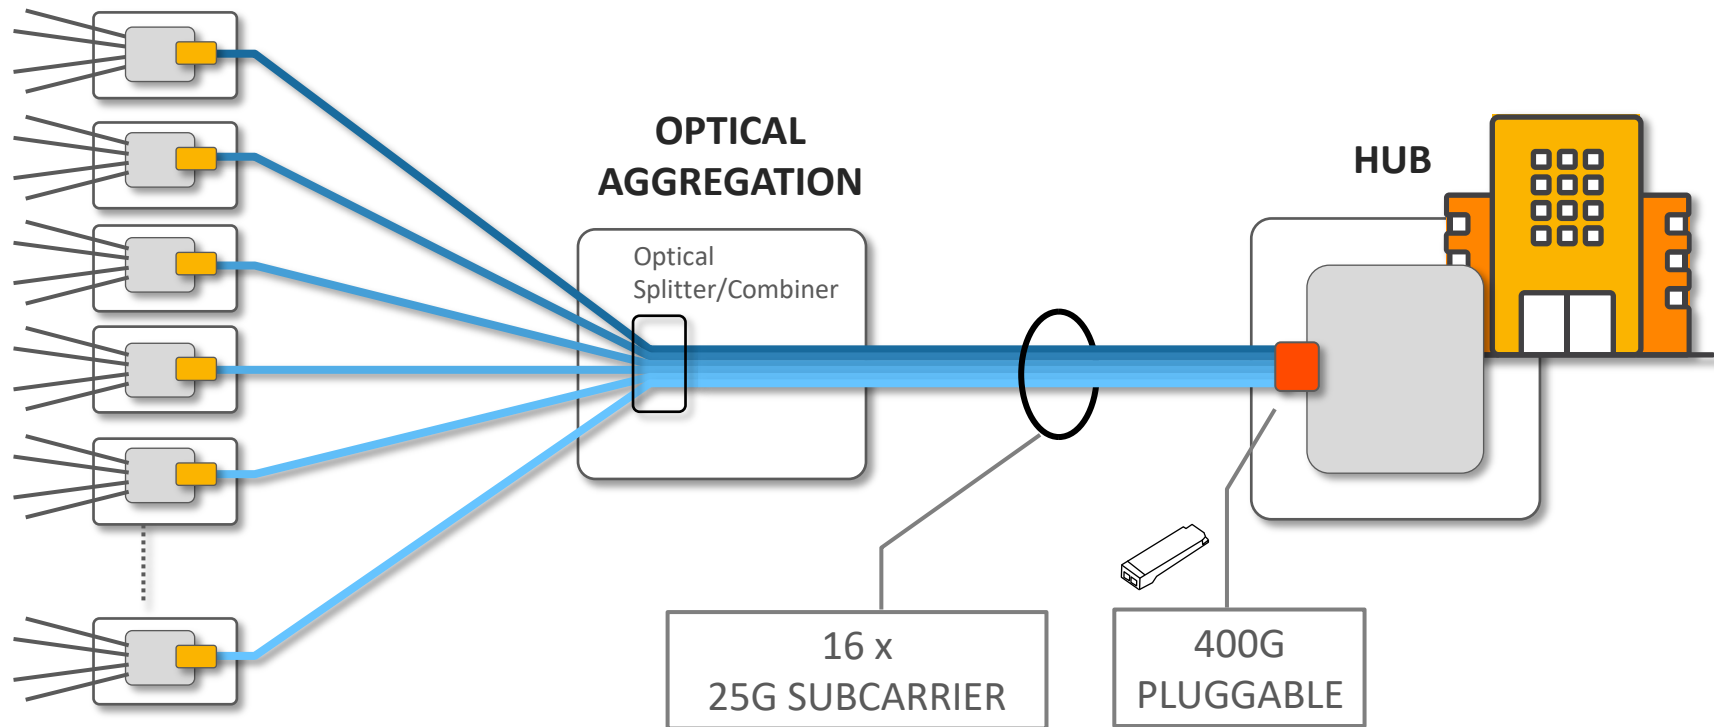 OPTICAL
AGGREGATION
HUB
Optical
Splitter/Combiner
16 x
25G SUBCARRIER
400G
PLUGGABLE